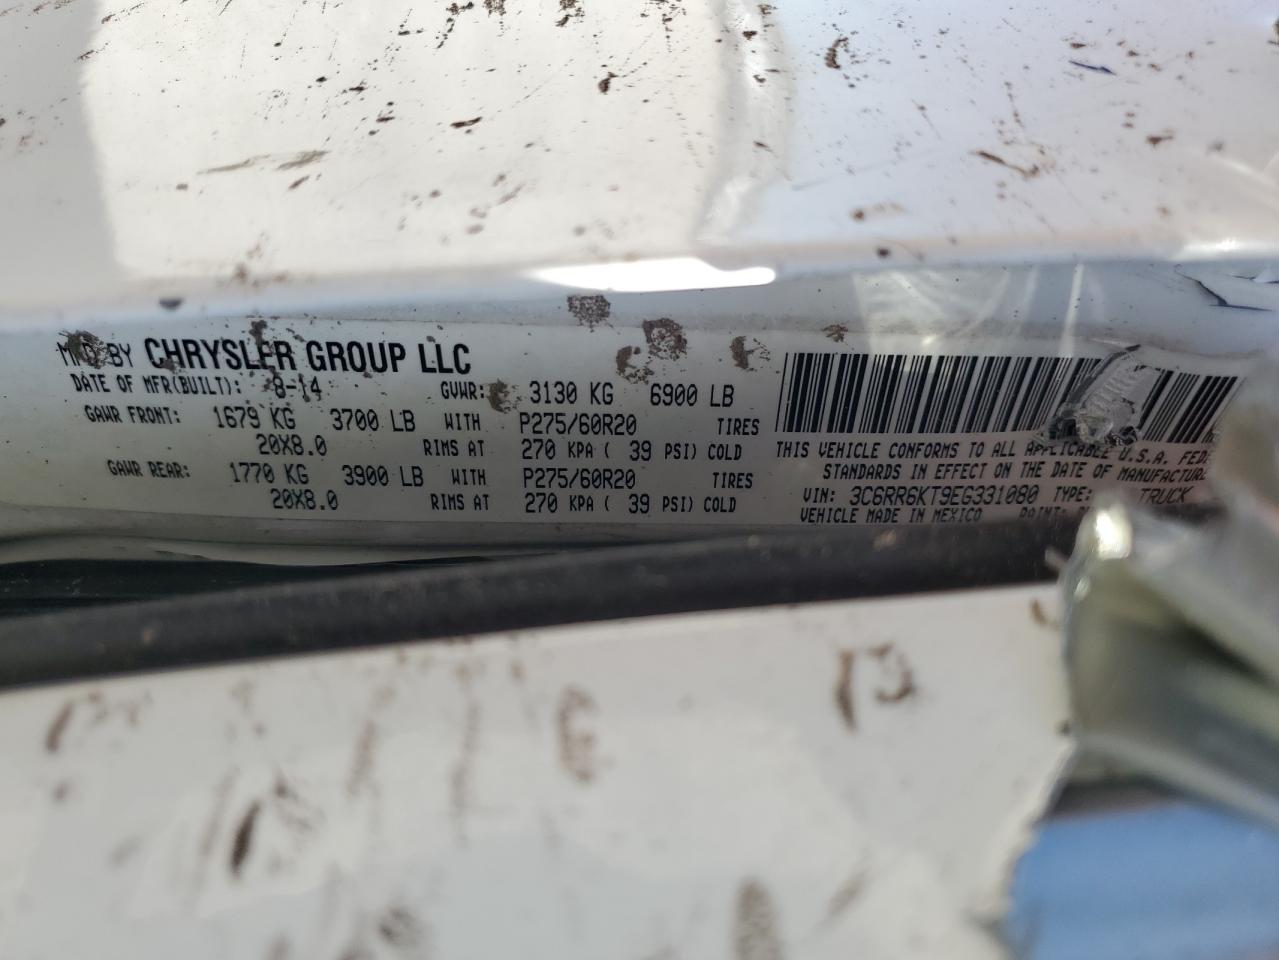 MFD BY CHRYSLER GROUP LLC
DATE OF MFR(BUILT): 8-14 GVWR: 3130 KG 6900 LB
GAWR FRONT: 1679 KG 3700 LB WITH P275/60R20 TIRES
20X8.0 RIMS AT 270 KPA ( 39 PSI) COLD
GAWR REAR: 1770 KG 3900 LB WITH P275/60R20 TIRES
20X8.0 RIMS AT 270 KPA ( 39 PSI) COLD
THIS VEHICLE CONFORMS TO ALL APPLICABLE U.S.A. FEDE
STANDARDS IN EFFECT ON THE DATE OF MANUFACTURE
VIN: 3C6RR6KT9EG331080 TYPE: TRUCK
VEHICLE MADE IN MEXICO PAINT: